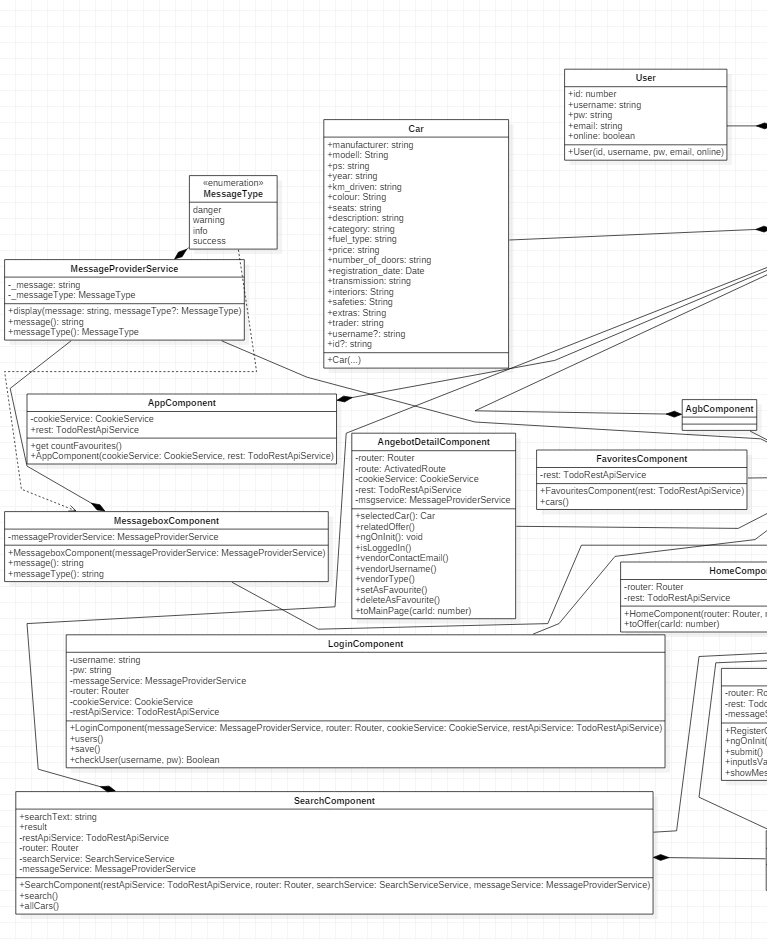 User
+id: number
+username: string
+pw: string
+email: string
+online: boolean
+User(id, username, pw, email, online)
Car
+manufacturer: string
+modell: String
+ps: string
+year: string
+km_driven: string
+colour: String
+seats: string
+description: string
+category: string
+fuel_type: string
+price: string
+number_of_doors: string
+registration_date: Date
+transmission: string
+interiors: String
+safeties: String
+extras: String
+trader: string
+username?: string
+id?: string
+Car(...)
«enumeration»
MessageType
danger
warning
info
success
MessageProviderService
-_message: string
-_messageType: MessageType
+display(message: string, messageType?: MessageType)
+message(): string
+messageType(): MessageType
AppComponent
-cookieService: CookieService
+rest: TodoRestApiService
+get countFavourites()
+AppComponent(cookieService: CookieService, rest: TodoRestApiService)
AgbComponent
AngebotDetailComponent
-router: Router
-route: ActivatedRoute
-cookieService: CookieService
-rest: TodoRestApiService
-msgservice: MessageProviderService
+selectedCar(): Car
+relatedOffer()
+ngOnInit(): void
+isLoggedIn()
+vendorContactEmail()
+vendorUsername()
+vendorType()
+setAsFavourite()
+deleteAsFavourite()
+toMainPage(carId: number)
FavoritesComponent
-rest: TodoRestApiService
+FavouritesComponent(rest: TodoRestApiService)
+cars()
MessageboxComponent
-messageProviderService: MessageProviderService
+MessageboxComponent(messageProviderService: MessageProviderService)
+message(): string
+messageType(): string
HomeCompo
-router: Router
-rest: TodoRestApiService
+HomeComponent(router: Router,
+toOffer(carId: number)
LoginComponent
-username: string
-pw: string
-messageService: MessageProviderService
-router: Router
-cookieService: CookieService
-restApiService: TodoRestApiService
+LoginComponent(messageService: MessageProviderService, router: Router, cookieService: CookieService, restApiService: TodoRestApiService)
+users()
+save()
+checkUser(username, pw): Boolean
-router: Ro
-rest: Todo
-messageS
+RegisterC
+ngOnInit(
+submit()
+inputIsVa
+showMes
SearchComponent
+searchText: string
+result
-restApiService: TodoRestApiService
-router: Router
-searchService: SearchServiceService
-messageService: MessageProviderService
+SearchComponent(restApiService: TodoRestApiService, router: Router, searchService: SearchServiceService, messageService: MessageProviderService)
+search()
+allCars()